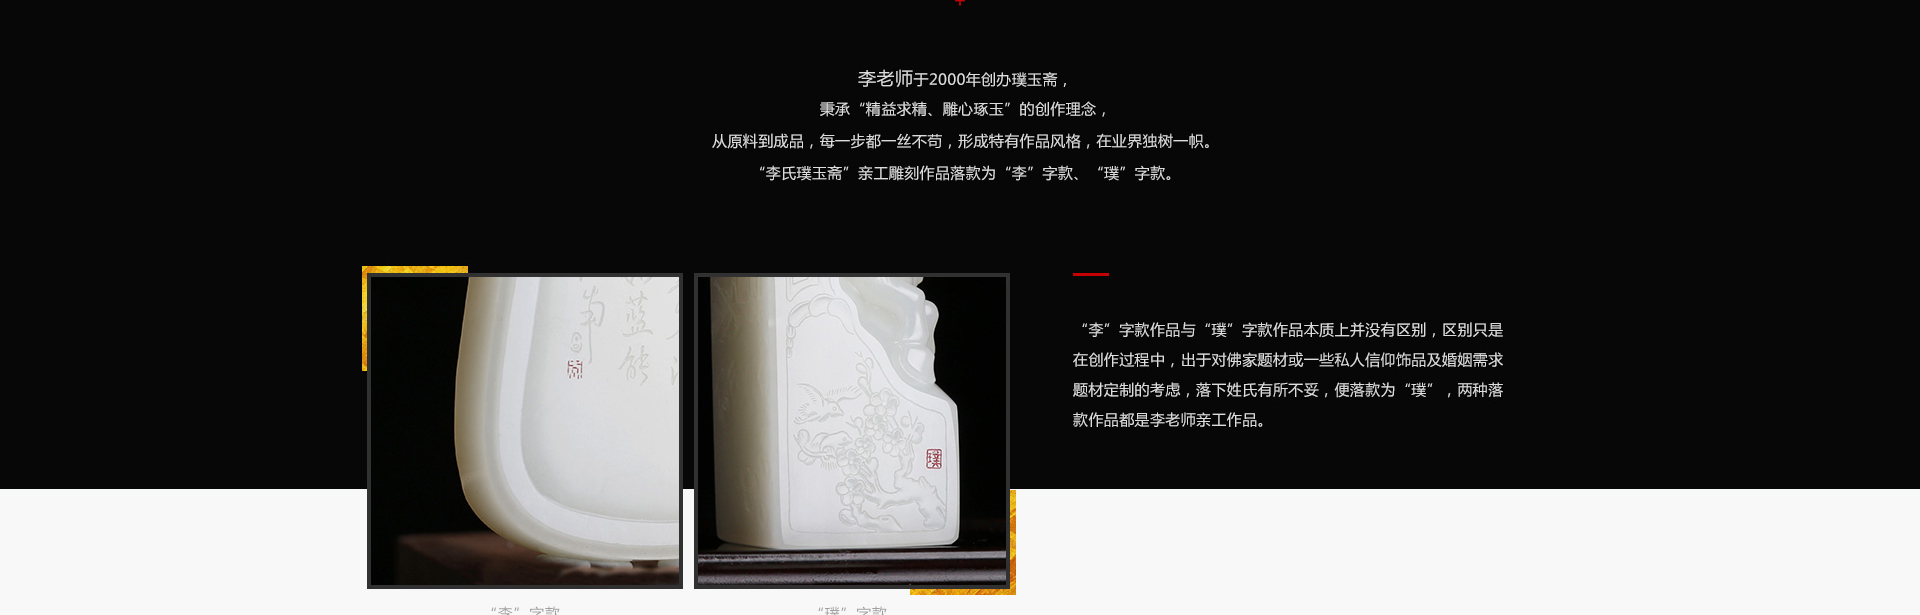 李老师于2000年创办璞玉斋，
秉承“精益求精、雕心琢玉”的创作理念，
从原料到成品，每一步都一丝不苟，形成特有作品风格，在业界独树一帜。
“李氏璞玉斋”亲工雕刻作品落款为“李”字款、“璞”字款。
“李”字款作品与“璞”字款作品本质上并没有区别，区别只是
在创作过程中，出于对佛家题材或一些私人信仰饰品及婚姻需求
题材定制的考虑，落下姓氏有所不妥，便落款为“璞”，两种落
款作品都是李老师亲工作品。
蓝
璞
“李”字款
“璞”字款